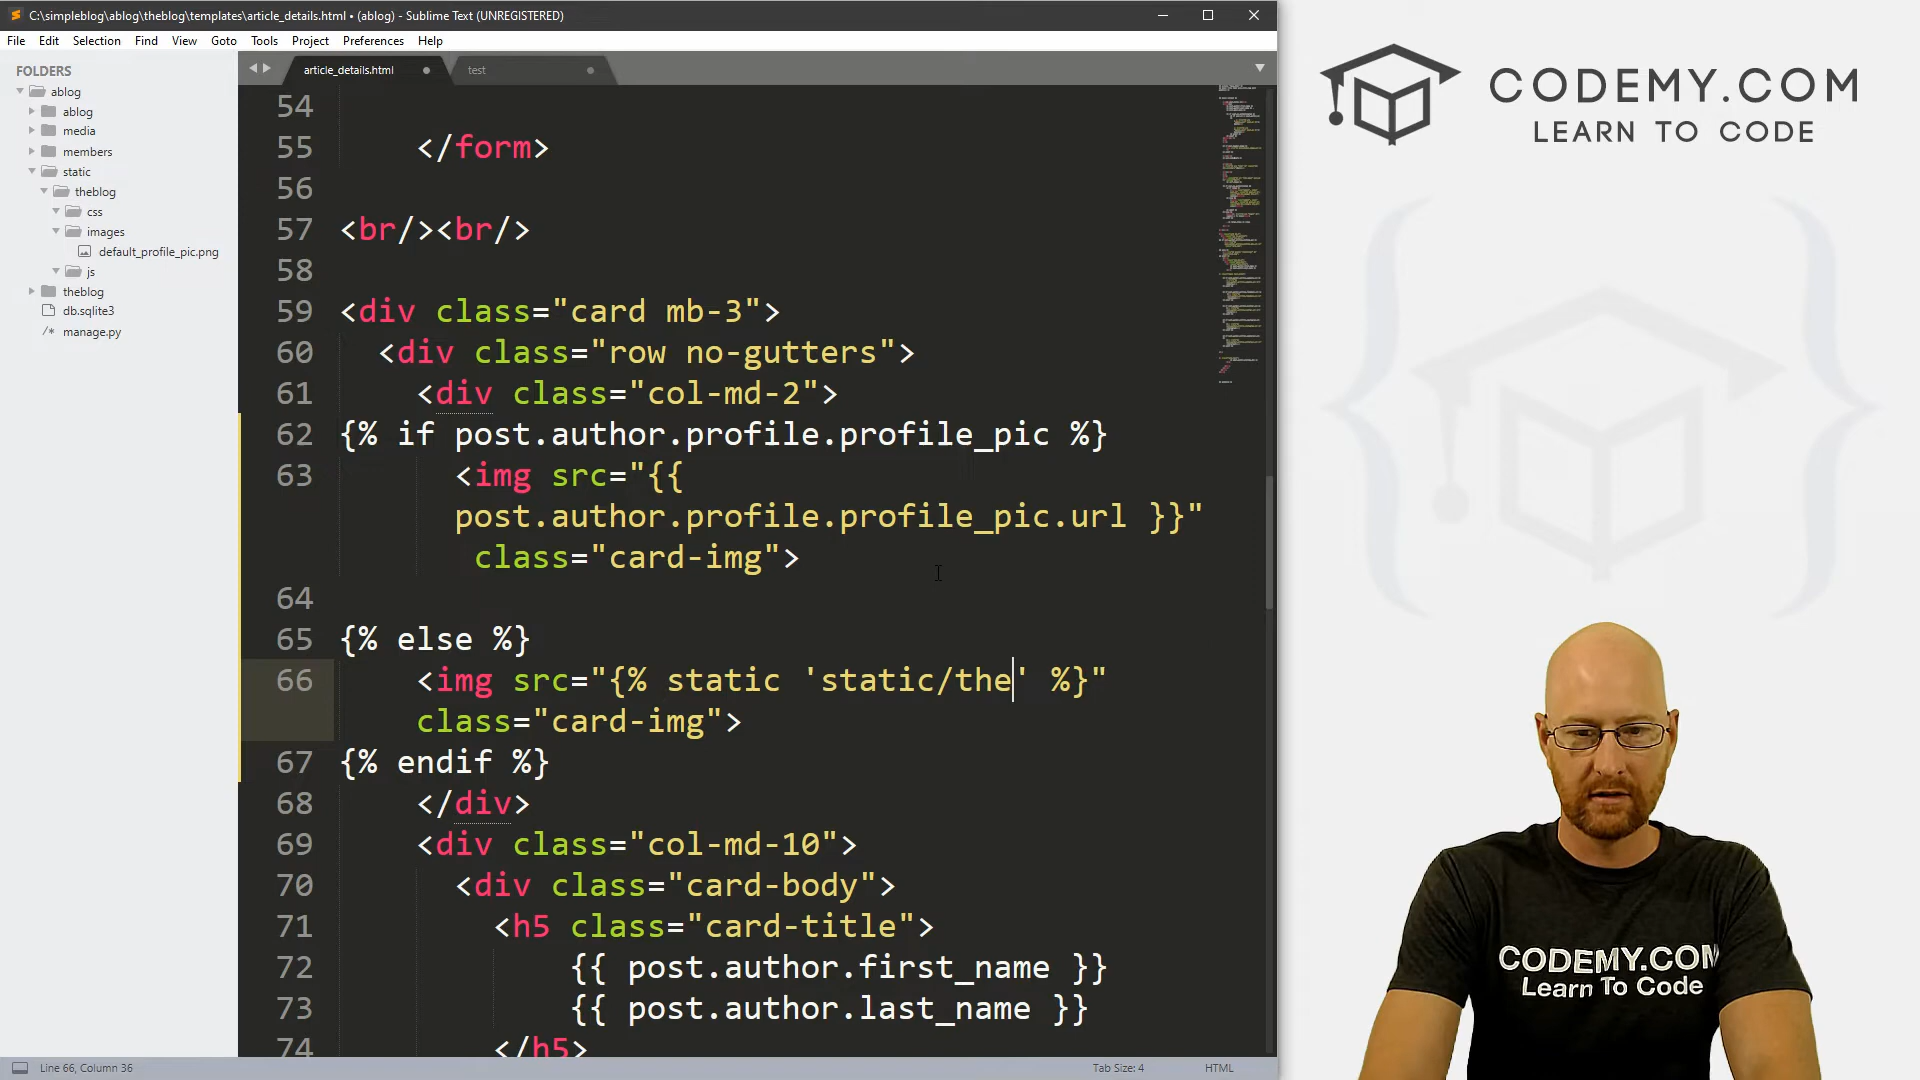 C:\simpleblog\ablog\theblog\templates\article_details.html • (ablog) - Sublime Text (UNREGISTERED)
File Edit Selection Find View Goto Tools Project Preferences Help
FOLDERS
ablog
ablog
media
members
static
theblog
css
images
default_profile_pic.png
js
theblog
db.sqlite3
/* manage.py
article_details.html
test
54
55 </form>
56
57 <br/><br/>
58
59 <div class="card mb-3">
60 <div class="row no-gutters">
61 <div class="col-md-2">
62 {% if post.author.profile.profile_pic %}
63 <img src="{{
post.author.profile.profile_pic.url }}"
class="card-img">
64
65 {% else %}
66 <img src="{% static 'static/the' %}"
class="card-img">
67 {% endif %}
68 </div>
69 <div class="col-md-10">
70 <div class="card-body">
71 <h5 class="card-title">
72 {{ post.author.first_name }}
73 {{ post.author.last_name }}
74 </h5>
Line 66, Column 36
Tab Size: 4
HTML
CODEMY.COM
LEARN TO CODE
CODEMY.COM
Learn To Code